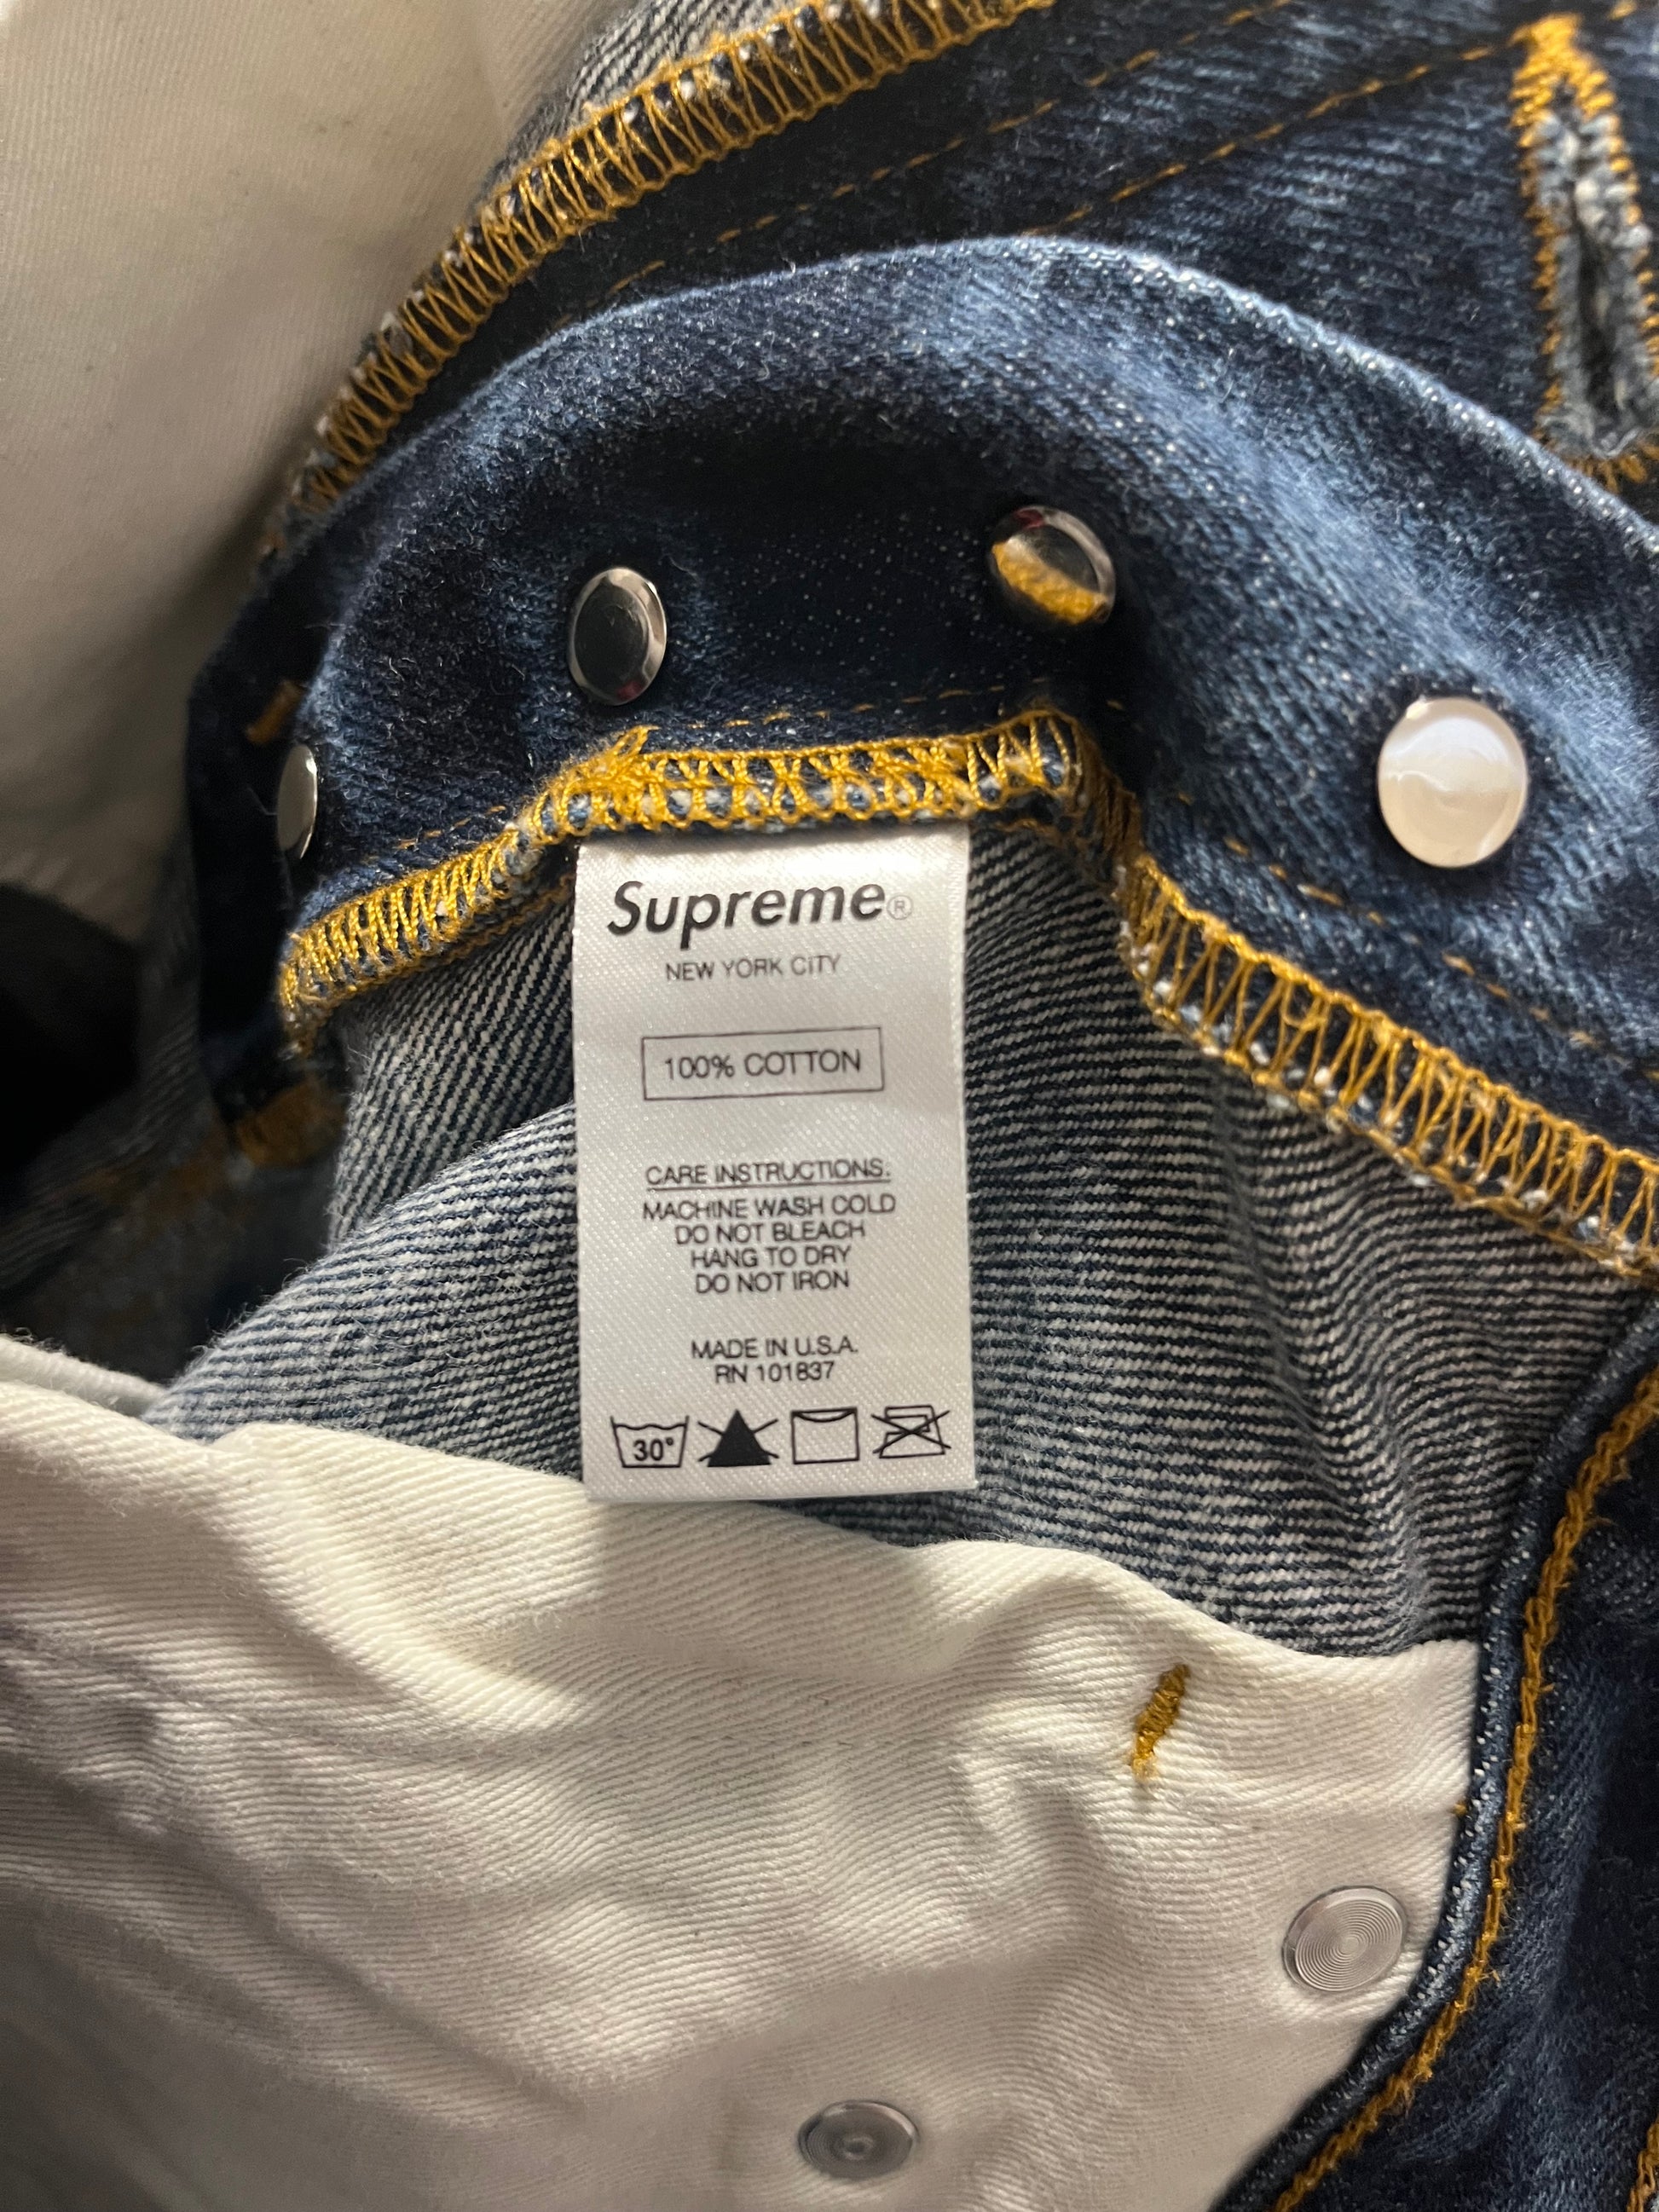 Supreme®
NEW YORK CITY
100% COTTON
CARE INSTRUCTIONS:
MACHINE WASH COLD
DO NOT BLEACH
HANG TO DRY
DO NOT IRON
MADE IN U.S.A.
RN 101837
30°